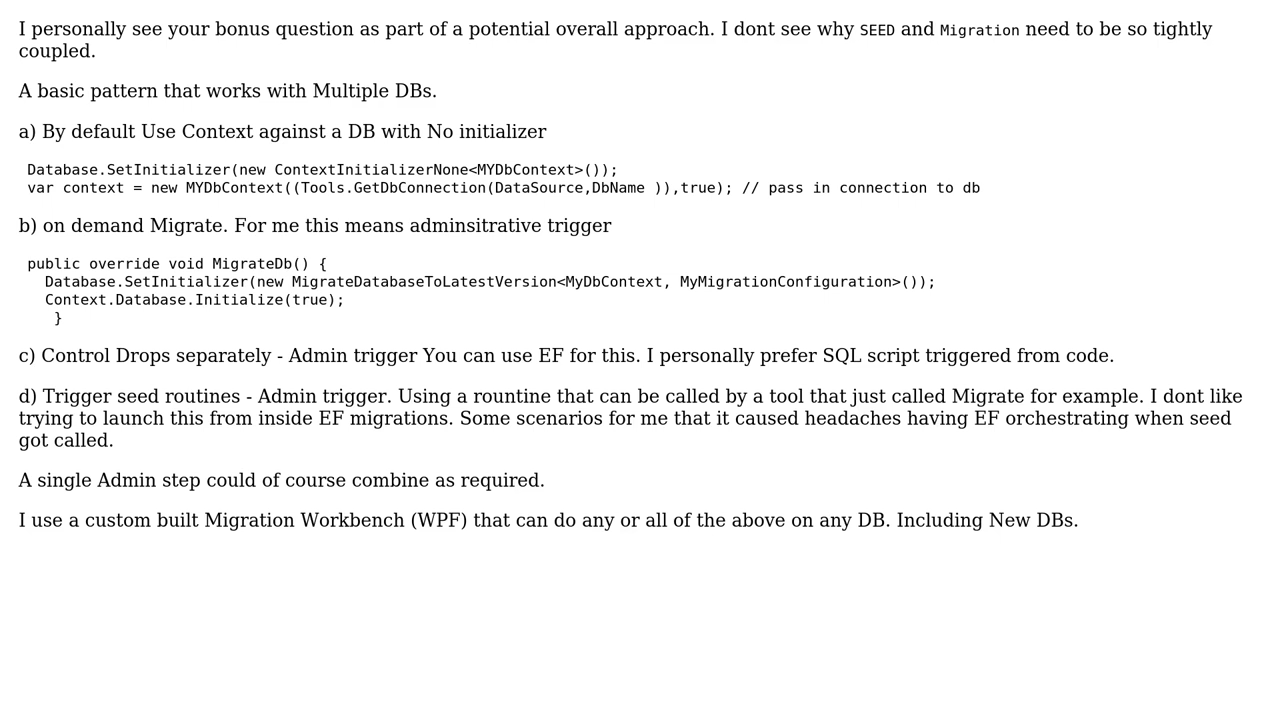 I personally see your bonus question as part of a potential overall approach. I dont see why SEED and Migration need to be so tightly
coupled.
A basic pattern that works with Multiple DBs.
a) By default Use Context against a DB with No initializer
Database.SetInitializer(new ContextInitializerNone<MYDbContext>());
var context = new MYDbContext((Tools.GetDbConnection(DataSource,DbName )),true); // pass in connection to db
b) on demand Migrate. For me this means adminsitrative trigger
public override void MigrateDb() {
Database.SetInitializer(new MigrateDatabaseToLatestVersion<MyDbContext, MyMigrationConfiguration>());
Context.Database.Initialize(true);
}
c) Control Drops separately - Admin trigger You can use EF for this. I personally prefer SQL script triggered from code.
d) Trigger seed routines - Admin trigger. Using a rountine that can be called by a tool that just called Migrate for example. I dont like
trying to launch this from inside EF migrations. Some scenarios for me that it caused headaches having EF orchestrating when seed
got called.
A single Admin step could of course combine as required.
I use a custom built Migration Workbench (WPF) that can do any or all of the above on any DB. Including New DBs.